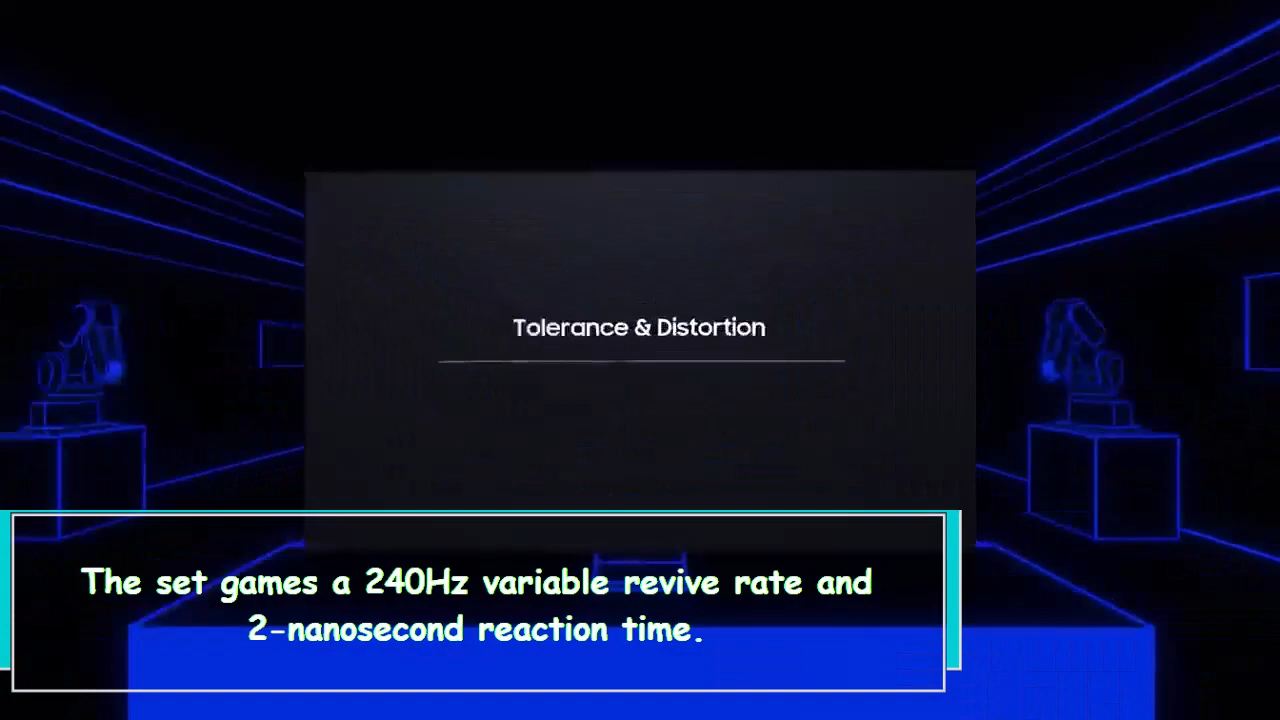 Tolerance & Distortion
The set games a 240Hz variable revive rate and
2-nanosecond reaction time.